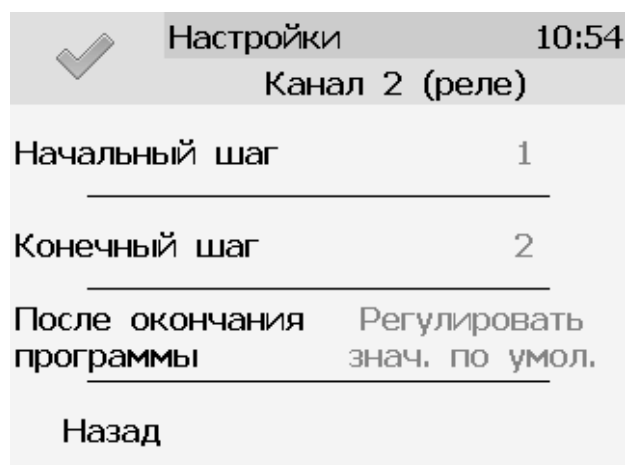 Настройки 10:54
Канал 2 (реле)
Начальный шаг 1
Конечный шаг 2
После окончания Регулировать
программы знач. по умол.
Назад